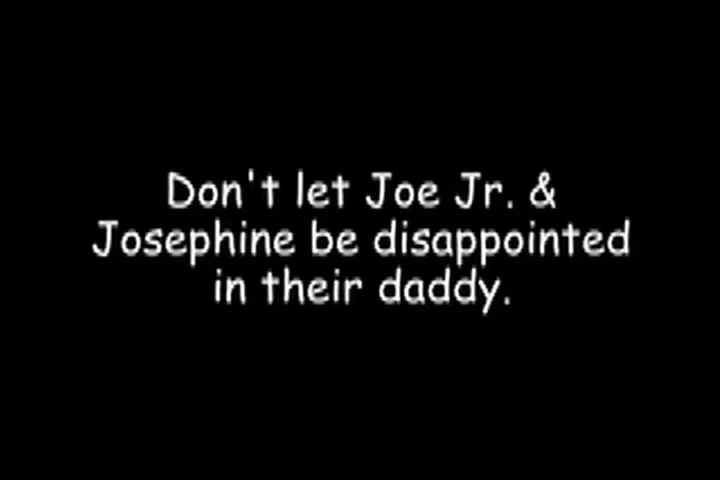 Don't let Joe Jr. &
Josephine be disappointed
in their daddy.